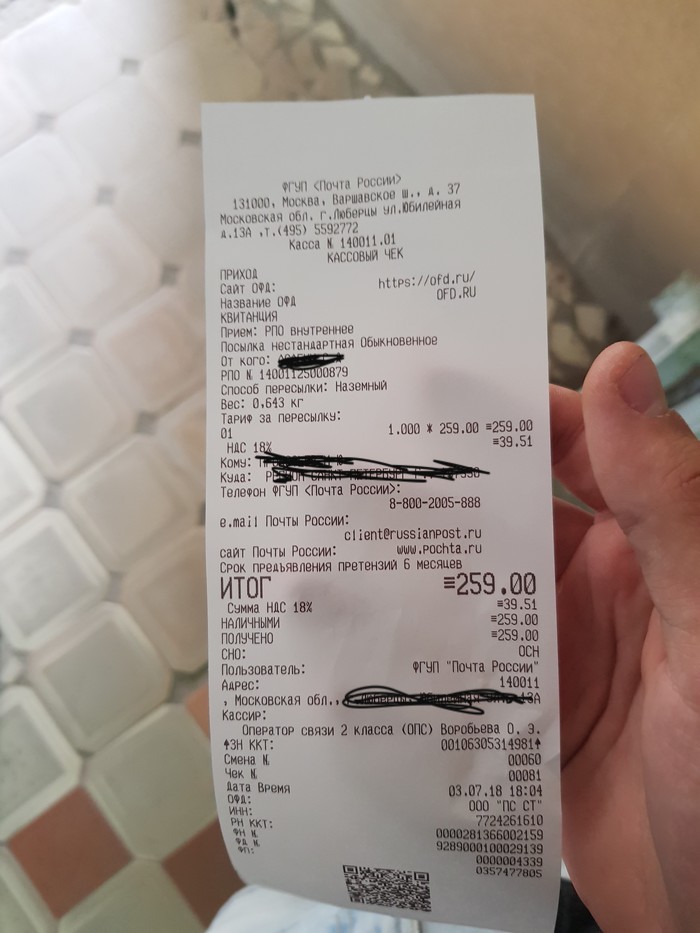 ФГУП <Почта России>
131000, Москва, Варшавское ш., д. 37
Московская обл. г.Люберцы ул.Юбилейная
д.13А ,т.(495) 5592772
Касса № 140011.01
КАССОВЫЙ ЧЕК
ПРИХОД
Сайт ОФД: https://ofd.ru/
Название ОФД OFD.RU
КВИТАНЦИЯ
Прием: РПО внутреннее
Посылка нестандартная Обыкновенное
От кого:
РПО № 14001125000879
Способ пересылки: Наземный
Вес: 0,643 кг
Тариф за пересылку:
01 1.000 * 259.00 ≡259.00
НДС 18% ≡39.51
Кому:
Куда:
Телефон ФГУП <Почта России>:
8-800-2005-888
e.mail Почты России:
client@russianpost.ru
сайт Почты России: www.pochta.ru
Срок предьявления претензий 6 месяцев
ИТОГ ≡259.00
Сумма НДС 18% ≡39.51
НАЛИЧНЫМИ ≡259.00
ПОЛУЧЕНО ≡259.00
СНО: ОСН
Пользователь: ФГУП "Почта России"
Адрес: 140011
, Московская обл.,
Кассир:
Оператор связи 2 класса (ОПС) Воробьева О. Э.
↑ЗН ККТ: 00106305314981↑
Смена № 00060
Чек № 00081
Дата Время 03.07.18 18:04
ОФД: ООО "ПС СТ"
ИНН: 7724261610
РН ККТ: 0000281366002159
ФН № 9289000100029139
ФД № 0000004339
ФП: 0357477805